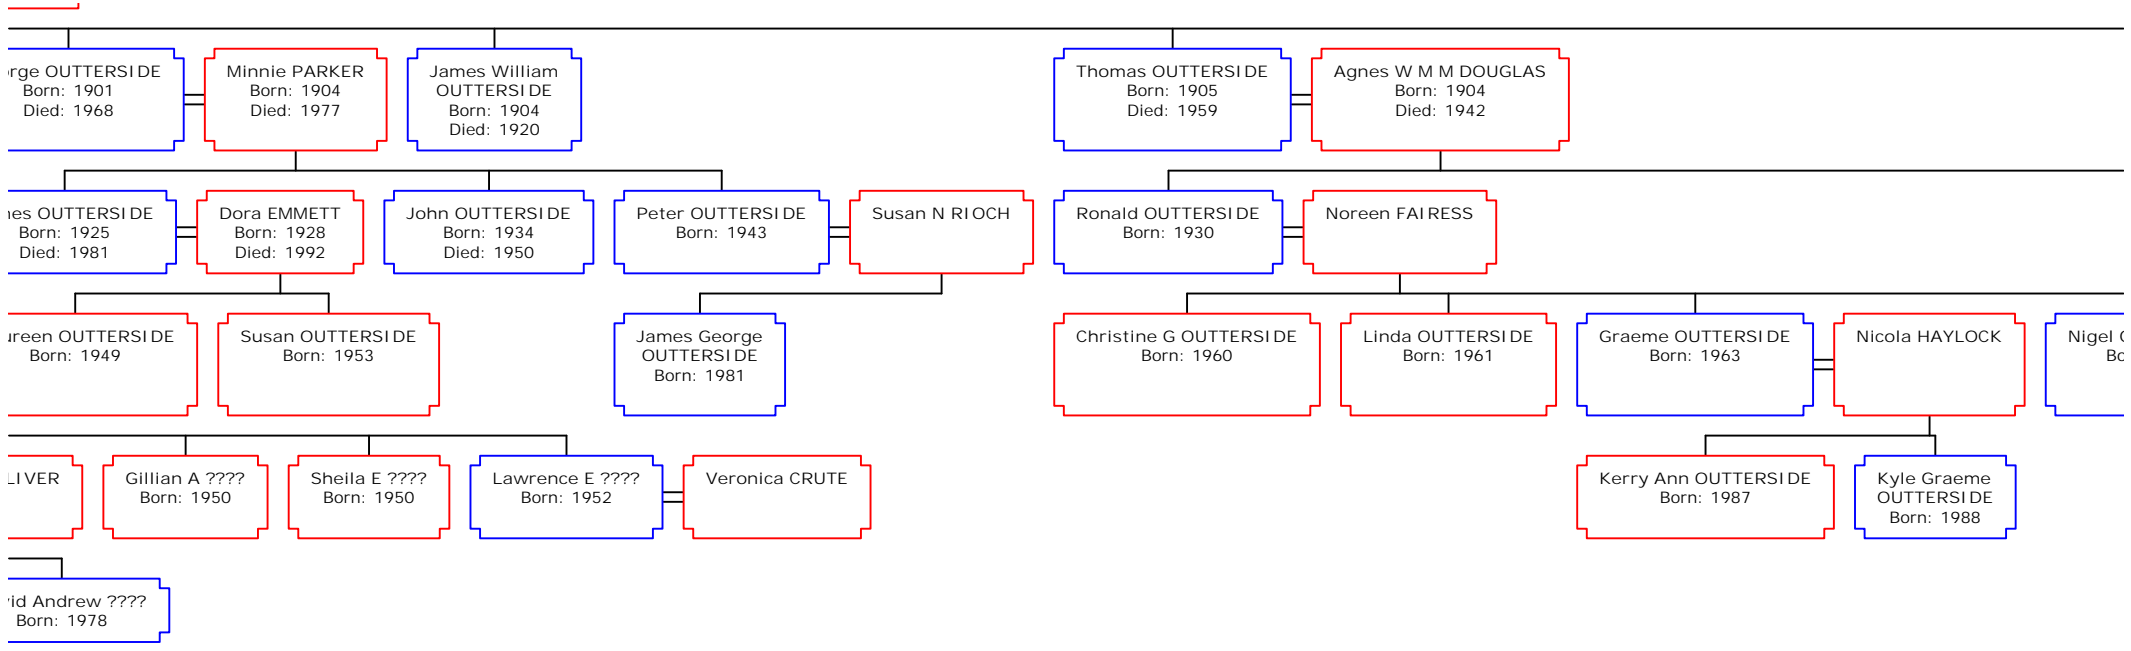 OUTTERSIDE
Born: 1901
Died: 1968
Minnie PARKER
Born: 1904
Died: 1977
James William
OUTTERSIDE
Born: 1904
Died: 1920
Thomas OUTTERSIDE
Born: 1905
Died: 1959
Agnes W M M DOUGLAS
Born: 1904
Died: 1942
OUTTERSIDE
Born: 1925
Died: 1981
Dora EMMETT
Born: 1928
Died: 1992
John OUTTERSIDE
Born: 1934
Died: 1950
Peter OUTTERSIDE
Born: 1943
Susan N RIOCH
Ronald OUTTERSIDE
Born: 1930
Noreen FAIRESS
OUTTERSIDE
Born: 1949
Susan OUTTERSIDE
Born: 1953
James George
OUTTERSIDE
Born: 1981
Christine G OUTTERSIDE
Born: 1960
Linda OUTTERSIDE
Born: 1961
Graeme OUTTERSIDE
Born: 1963
Nicola HAYLOCK
Nigel
Gillian A ????
Born: 1950
Sheila E ????
Born: 1950
Lawrence E ????
Born: 1952
Veronica CRUTE
Kerry Ann OUTTERSIDE
Born: 1987
Kyle Graeme
OUTTERSIDE
Born: 1988
Andrew ????
Born: 1978